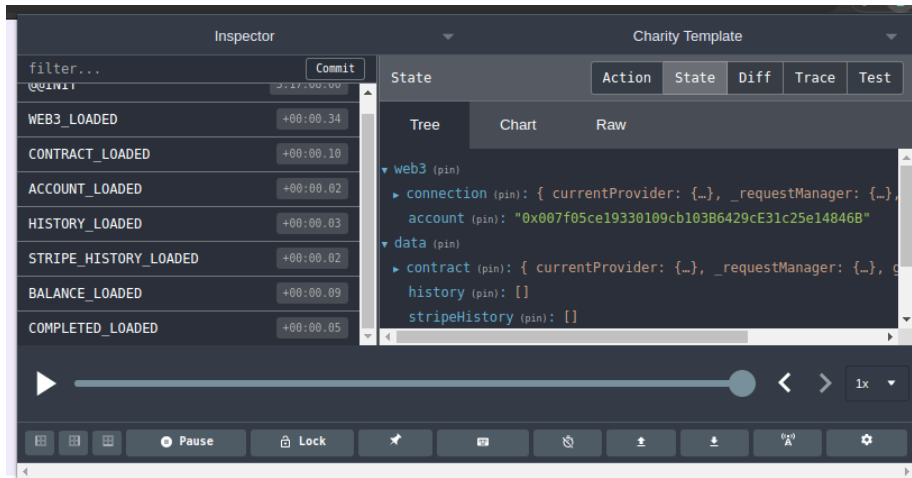 Inspector
Charity Template
filter...
Commit
State
Action
State
Diff
Trace
Test
@@INIT
WEB3_LOADED
+00:00.34
CONTRACT_LOADED
+00:00.10
ACCOUNT_LOADED
+00:00.02
HISTORY_LOADED
+00:00.03
STRIPE_HISTORY_LOADED
+00:00.02
BALANCE_LOADED
+00:00.09
COMPLETED_LOADED
+00:00.05
Tree
Chart
Raw
web3 (pin)
connection (pin): { currentProvider: {…}, _requestManager: {…},
account (pin): "0x007f05ce19330109cb103B6429cE31c25e14846B"
data (pin)
contract (pin): { currentProvider: {…}, _requestManager: {…}, g
history (pin): []
stripeHistory (pin): []
1x
Pause
Lock